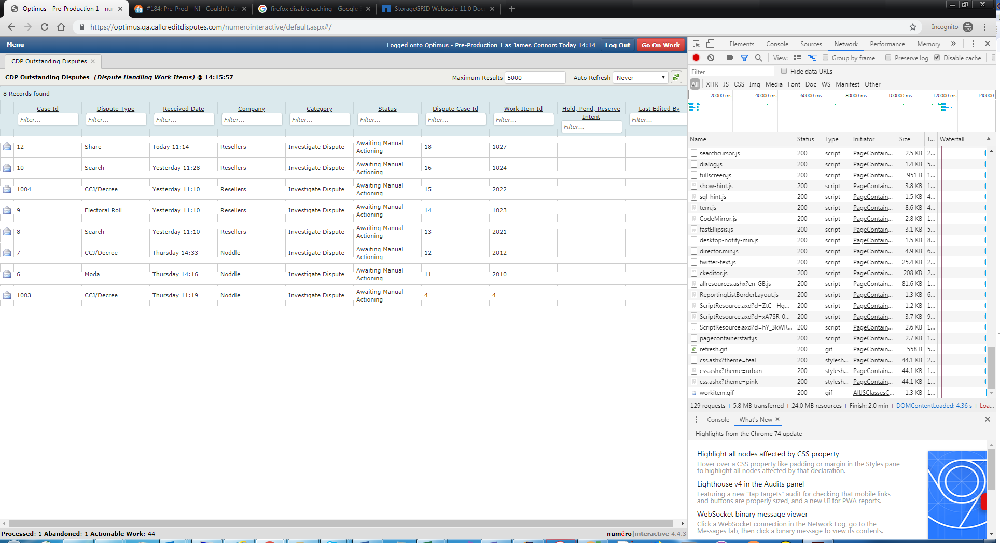 Optimus - Pre-Production 1 - nu
#184: Pre-Prod - NI - Couldn't a
firefox disable caching - Google
StorageGRID Webscale 11.0 Doc
https://optimus.qa.callcreditdisputes.com/numerointeractive/default.aspx#/
Incognito
Menu
Logged onto Optimus - Pre-Production 1 as James Connors Today 14:14
Log Out
Go On Work
CDP Outstanding Disputes
CDP Outstanding Disputes (Dispute Handling Work Items) @ 14:15:57
Maximum Results 5000
Auto Refresh Never
8 Records found
Case Id Dispute Type Received Date Company Category Status Dispute Case Id Work Item Id Hold, Pend, Reserve Intent Last Edited By
Filter... Filter... Filter... Filter... Filter... Filter... Filter... Filter... Filter... Filter...
12 Share Today 11:14 Resellers Investigate Dispute Awaiting Manual Actioning 18 1027
10 Search Yesterday 11:28 Resellers Investigate Dispute Awaiting Manual Actioning 16 1024
1004 CCJ/Decree Yesterday 11:10 Resellers Investigate Dispute Awaiting Manual Actioning 15 2022
9 Electoral Roll Yesterday 11:10 Resellers Investigate Dispute Awaiting Manual Actioning 14 1023
8 Search Yesterday 11:10 Resellers Investigate Dispute Awaiting Manual Actioning 13 2021
7 CCJ/Decree Thursday 14:33 Noddle Investigate Dispute Awaiting Manual Actioning 12 2012
6 Moda Thursday 14:16 Noddle Investigate Dispute Awaiting Manual Actioning 11 2010
1003 CCJ/Decree Thursday 11:19 Noddle Investigate Dispute Awaiting Manual Actioning 4 4
Processed: 1 Abandoned: 1 Actionable Work: 44
numéro|interactive 4.4.3
Elements Console Sources Network Performance Memory »
View: Group by frame Preserve log Disable cache
Filter Hide data URLs
All XHR JS CSS Img Media Font Doc WS Manifest Other
20000 ms 40000 ms 60000 ms 80000 ms 100000 ms 120000 ms 140000
Name Status Type Initiator Size T... Waterfall
searchcursor.js 200 script PageContain... 2.5 KB 2...
dialog.js 200 script PageContain... 1.4 KB 5...
fullscreen.js 200 script PageContain... 951 B 1...
show-hint.js 200 script PageContain... 3.8 KB 1...
sql-hint.js 200 script PageContain... 1.5 KB 4...
tern.js 200 script PageContain... 8.6 KB 4...
CodeMirror.js 200 script PageContain... 2.8 KB 1...
fastEllipsis.js 200 script PageContain... 3.1 KB 5...
desktop-notify-min.js 200 script PageContain... 1.5 KB 8...
director.min.js 200 script PageContain... 4.9 KB 6...
twitter-text.js 200 script PageContain... 25.4 KB 2...
ckeditor.js 200 script PageContain... 208 KB 2...
allresources.ashx?en-GB.js 200 script PageContain... 81.6 KB 1...
ReportingListBorderLayout.js 200 script PageContain... 1.3 KB 6...
ScriptResource.axd?d=ZtC--Hg... 200 script PageContain... 1.2 KB 1...
ScriptResource.axd?d=xA7SR-0... 200 script PageContain... 3.7 KB 9...
ScriptResource.axd?d=hY_3kWR... 200 script PageContain... 2.6 KB 1...
pagecontainerstart.js 200 script PageContain... 2.7 KB 1...
refresh.gif 200 gif PageContain... 558 B 5...
css.ashx?theme=teal 200 stylesh... PageContain... 44.1 KB 2...
css.ashx?theme=urban 200 stylesh... PageContain... 44.1 KB 1...
css.ashx?theme=pink 200 stylesh... PageContain... 44.1 KB 1...
workitem.gif 200 gif AllJSClassesC... 1.3 KB 1...
129 requests | 5.8 MB transferred | 24.0 MB resources | Finish: 2.0 min | DOMContentLoaded: 4.36 s | Loa...
Console What's New
Highlights from the Chrome 74 update
Highlight all nodes affected by CSS property
Hover over a CSS property like padding or margin in the Styles pane
to highlight all nodes affected by that declaration.
Lighthouse v4 in the Audits panel
Featuring a new "tap targets" audit for checking that mobile links
and buttons are properly sized, and a new UI for PWA reports.
WebSocket binary message viewer
Click a WebSocket connection in the Network Log, go to the
Messages tab, then click a binary message to view its contents.